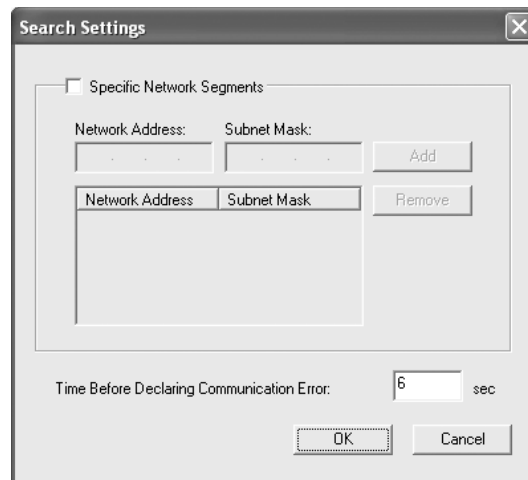 Search Settings
Specific Network Segments
Network Address: Subnet Mask:
Add
Network Address Subnet Mask
Remove
Time Before Declaring Communication Error: 6 sec
OK Cancel